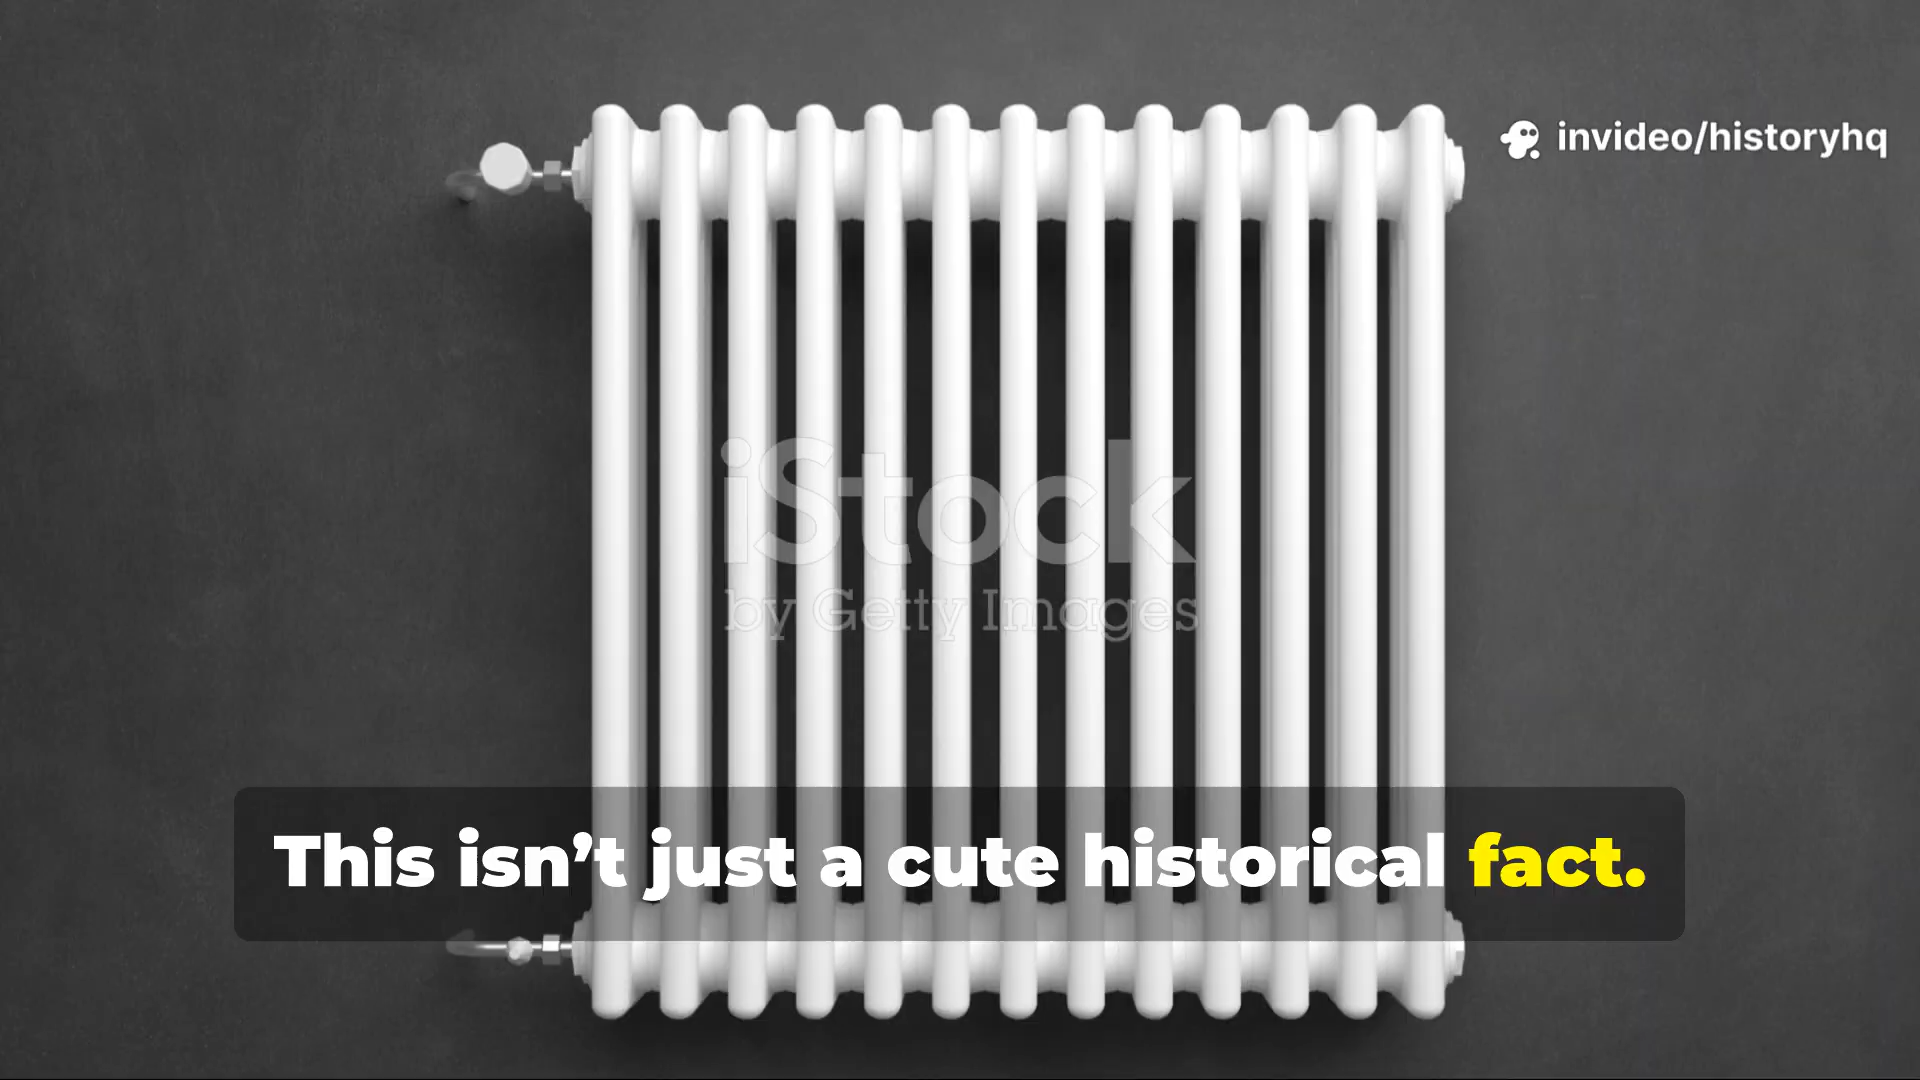 invideo/historyhq
iStock
by Getty Images
This isn't just a cute historical fact.